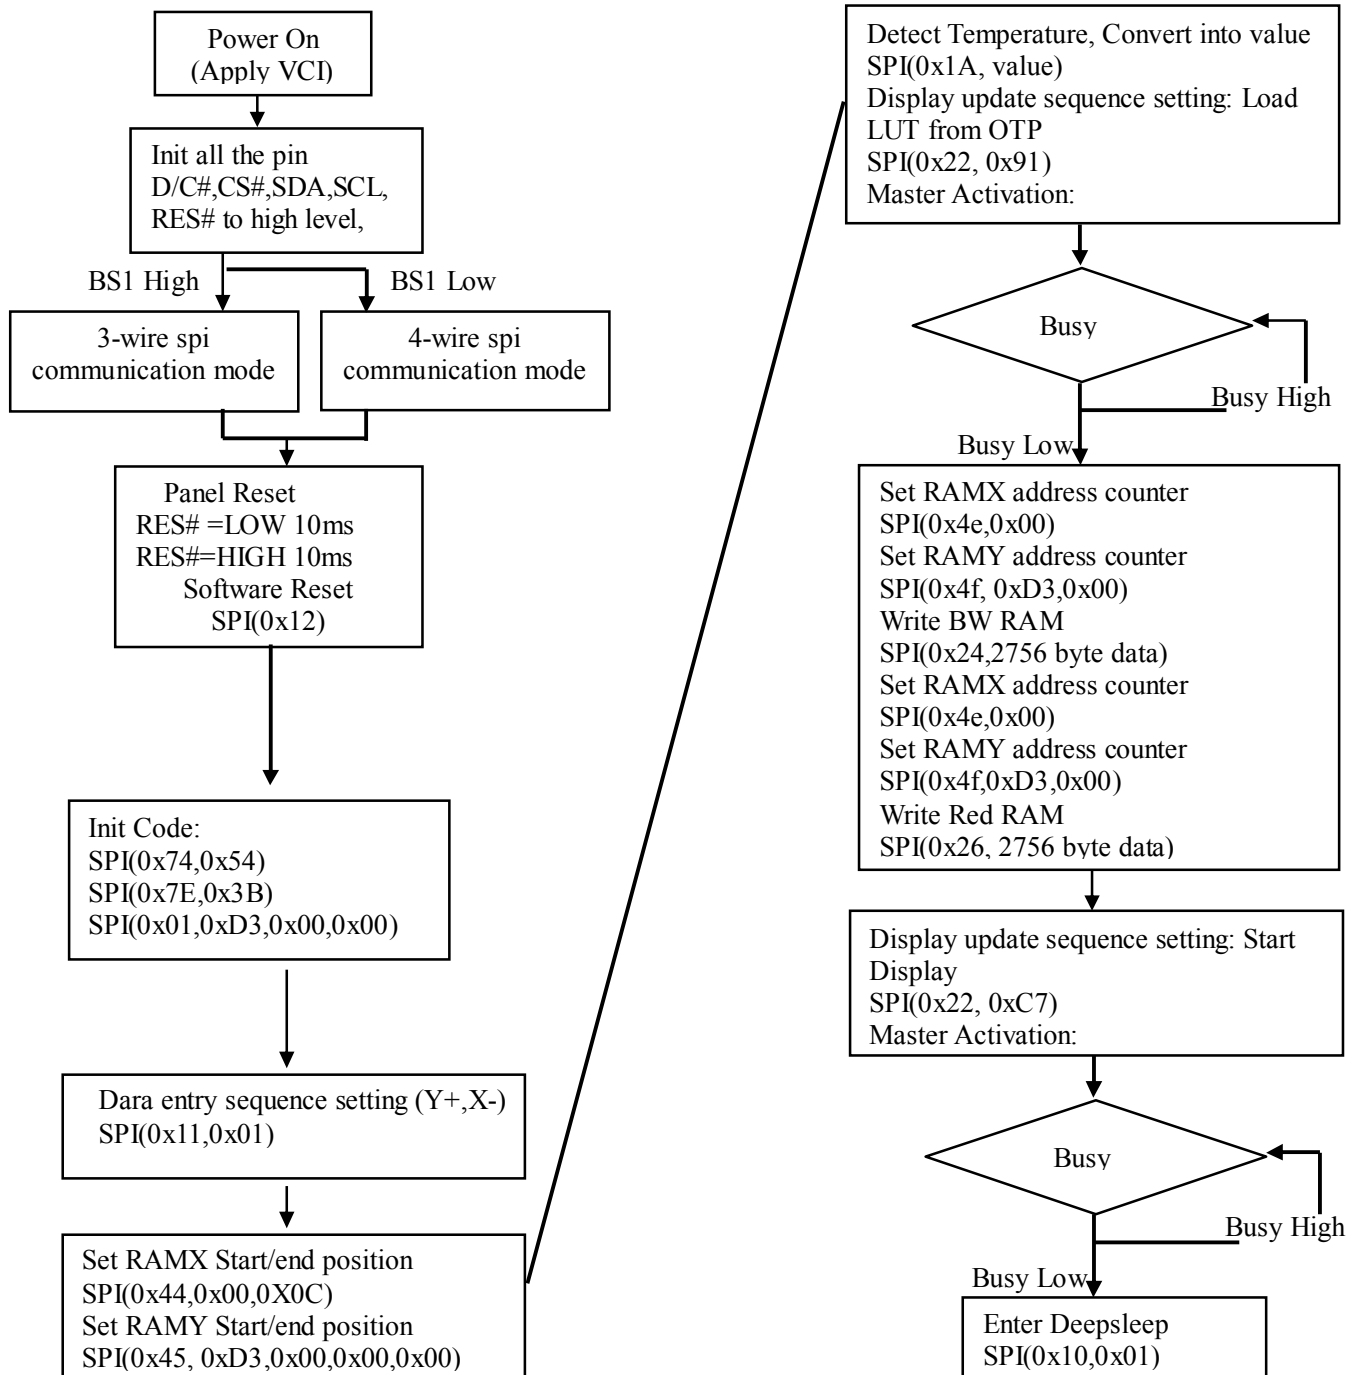 Power On
(Apply VCI)
Init all the pin
D/C#,CS#,SDA,SCL,
RES# to high level,
BS1 High
BS1 Low
3-wire spi
communication mode
4-wire spi
communication mode
Panel Reset
RES# =LOW 10ms
RES#=HIGH 10ms
Software Reset
SPI(0x12)
Init Code:
SPI(0x74,0x54)
SPI(0x7E,0x3B)
SPI(0x01,0xD3,0x00,0x00)
Dara entry sequence setting (Y+,X-)
SPI(0x11,0x01)
Set RAMX Start/end position
SPI(0x44,0x00,0X0C)
Set RAMY Start/end position
SPI(0x45, 0xD3,0x00,0x00,0x00)
Detect Temperature, Convert into value
SPI(0x1A, value)
Display update sequence setting: Load
LUT from OTP
SPI(0x22, 0x91)
Master Activation:
Busy
Busy High
Busy Low
Set RAMX address counter
SPI(0x4e,0x00)
Set RAMY address counter
SPI(0x4f, 0xD3,0x00)
Write BW RAM
SPI(0x24,2756 byte data)
Set RAMX address counter
SPI(0x4e,0x00)
Set RAMY address counter
SPI(0x4f,0xD3,0x00)
Write Red RAM
SPI(0x26, 2756 byte data)
Display update sequence setting: Start
Display
SPI(0x22, 0xC7)
Master Activation:
Busy
Busy High
Busy Low
Enter Deepsleep
SPI(0x10,0x01)